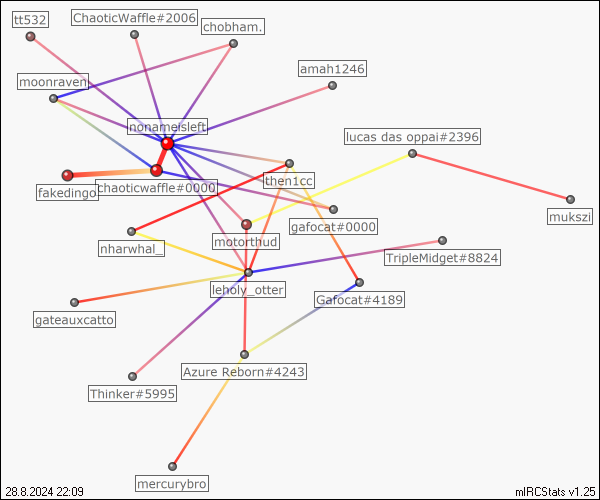 tt532
ChaoticWaffle#2006
chobham.
amah1246
moonraven
nonameisleft
lucas das oppai#2396
then1cc
fakedingo
chaoticwaffle#0000
mukszi
gafocat#0000
nharwhal_
motorthud
TripleMidget#8824
leholy_otter
Gafocat#4189
gateauxcatto
Azure Reborn#4243
Thinker#5995
mercurybro
28.8.2024 22:09
mIRCStats v1.25